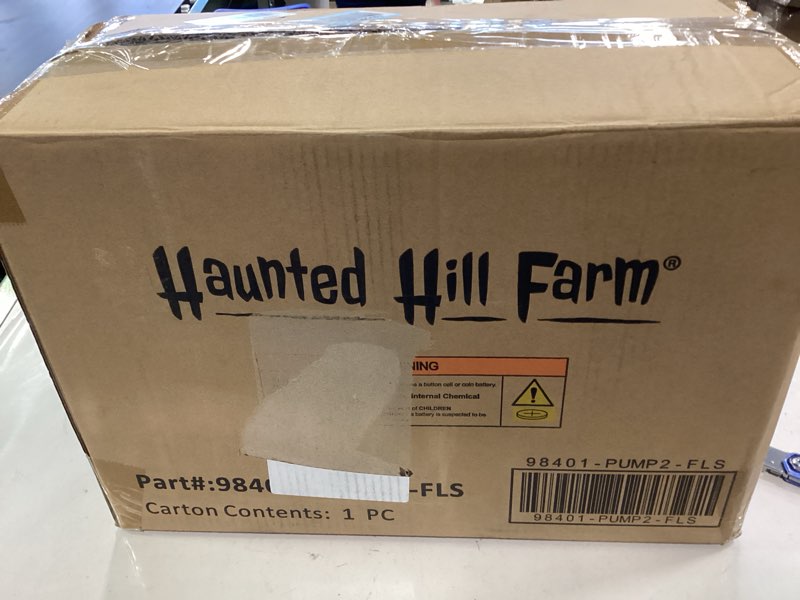 Haunted Hill Farm®
NING
a button cell or coin battery.
Internal Chemical
of CHILDREN
battery is suspected to be
98401-PUMP2-FLS
Part#:984 -FLS
98401-PUMP2-FLS
Carton Contents: 1 PC